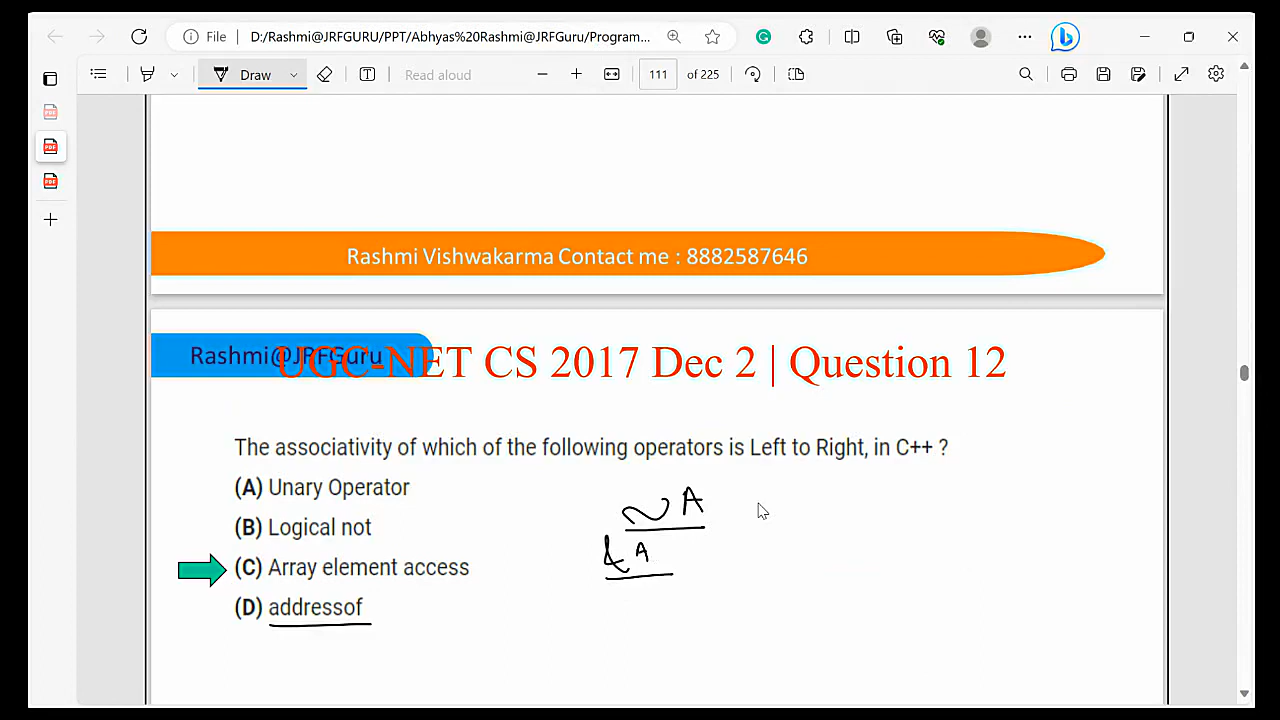 File D:/Rashmi@JRFGURU/PPT/Abhyas%20Rashmi@JRFGuru/Program...
Draw Read aloud 111 of 225
Rashmi Vishwakarma Contact me : 8882587646
Rashmi@JRFGuru
UGC-NET CS 2017 Dec 2 | Question 12
The associativity of which of the following operators is Left to Right, in C++ ?
(A) Unary Operator
~ A
(B) Logical not
& A
(C) Array element access
(D) addressof